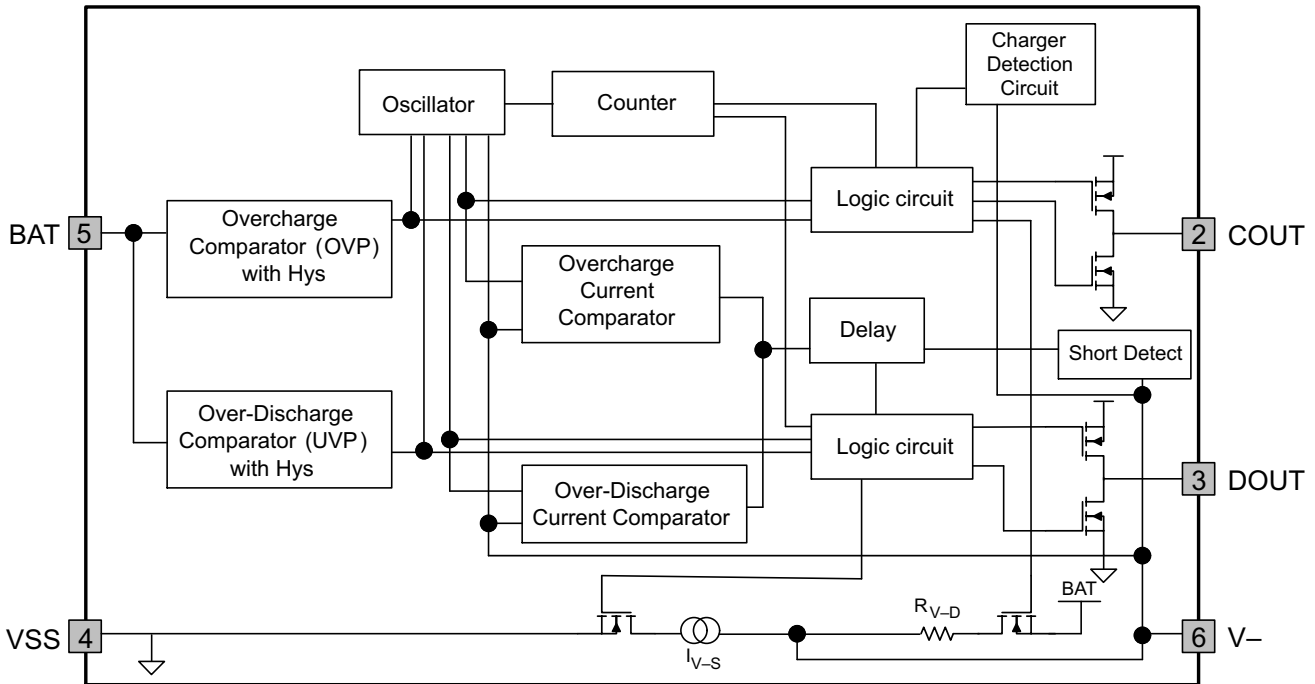 Charger
Detection
Circuit
Oscillator
Counter
Logic circuit
BAT 5
Overcharge
Comparator (OVP)
with Hys
2 COUT
Overcharge
Current
Comparator
Delay
Short Detect
Over-Discharge
Comparator (UVP)
with Hys
Logic circuit
3 DOUT
Over-Discharge
Current Comparator
BAT
RV–D
VSS 4
IV–S
6 V–